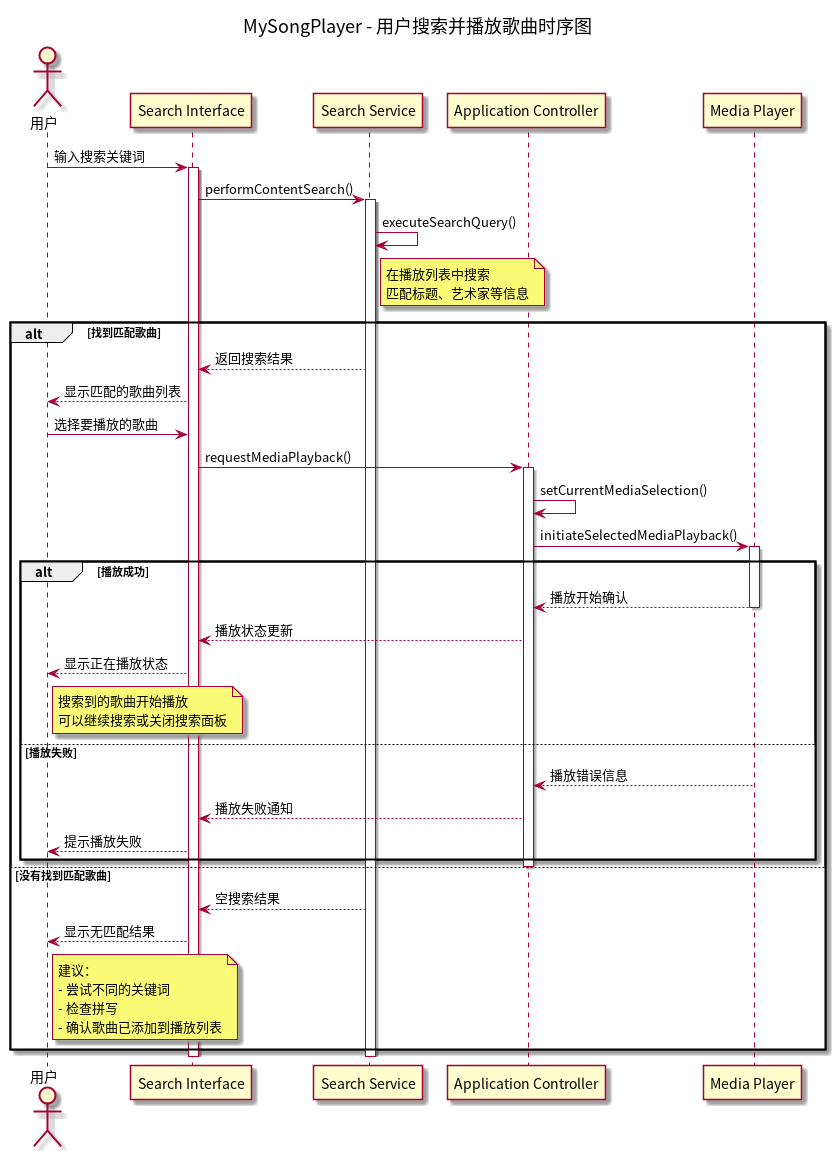 MySongPlayer - 用户搜索并播放歌曲时序图
用户
Search Interface
Search Service
Application Controller
Media Player
输入搜索关键词
performContentSearch()
executeSearchQuery()
在播放列表中搜索
匹配标题、艺术家等信息
alt
[找到匹配歌曲]
返回搜索结果
显示匹配的歌曲列表
选择要播放的歌曲
requestMediaPlayback()
setCurrentMediaSelection()
initiateSelectedMediaPlayback()
alt
[播放成功]
播放开始确认
播放状态更新
显示正在播放状态
搜索到的歌曲开始播放
可以继续搜索或关闭搜索面板
[播放失败]
播放错误信息
播放失败通知
提示播放失败
[没有找到匹配歌曲]
空搜索结果
显示无匹配结果
建议：
- 尝试不同的关键词
- 检查拼写
- 确认歌曲已添加到播放列表
用户
Search Interface
Search Service
Application Controller
Media Player